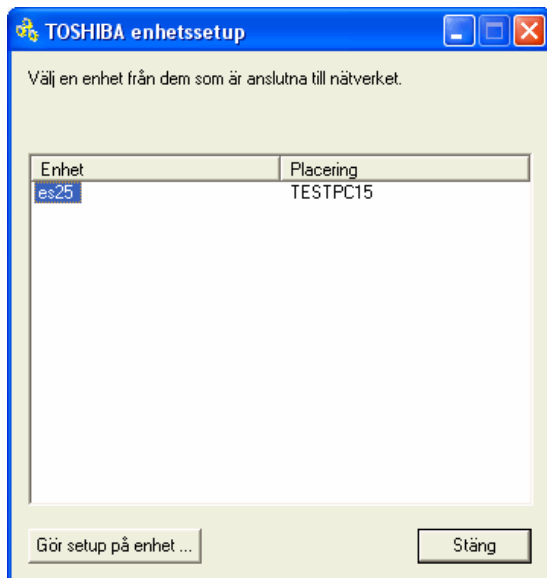 TOSHIBA enhetssetup
Välj en enhet från dem som är anslutna till nätverket.
Enhet Placering
es25 TESTPC15
Gör setup på enhet ... Stäng